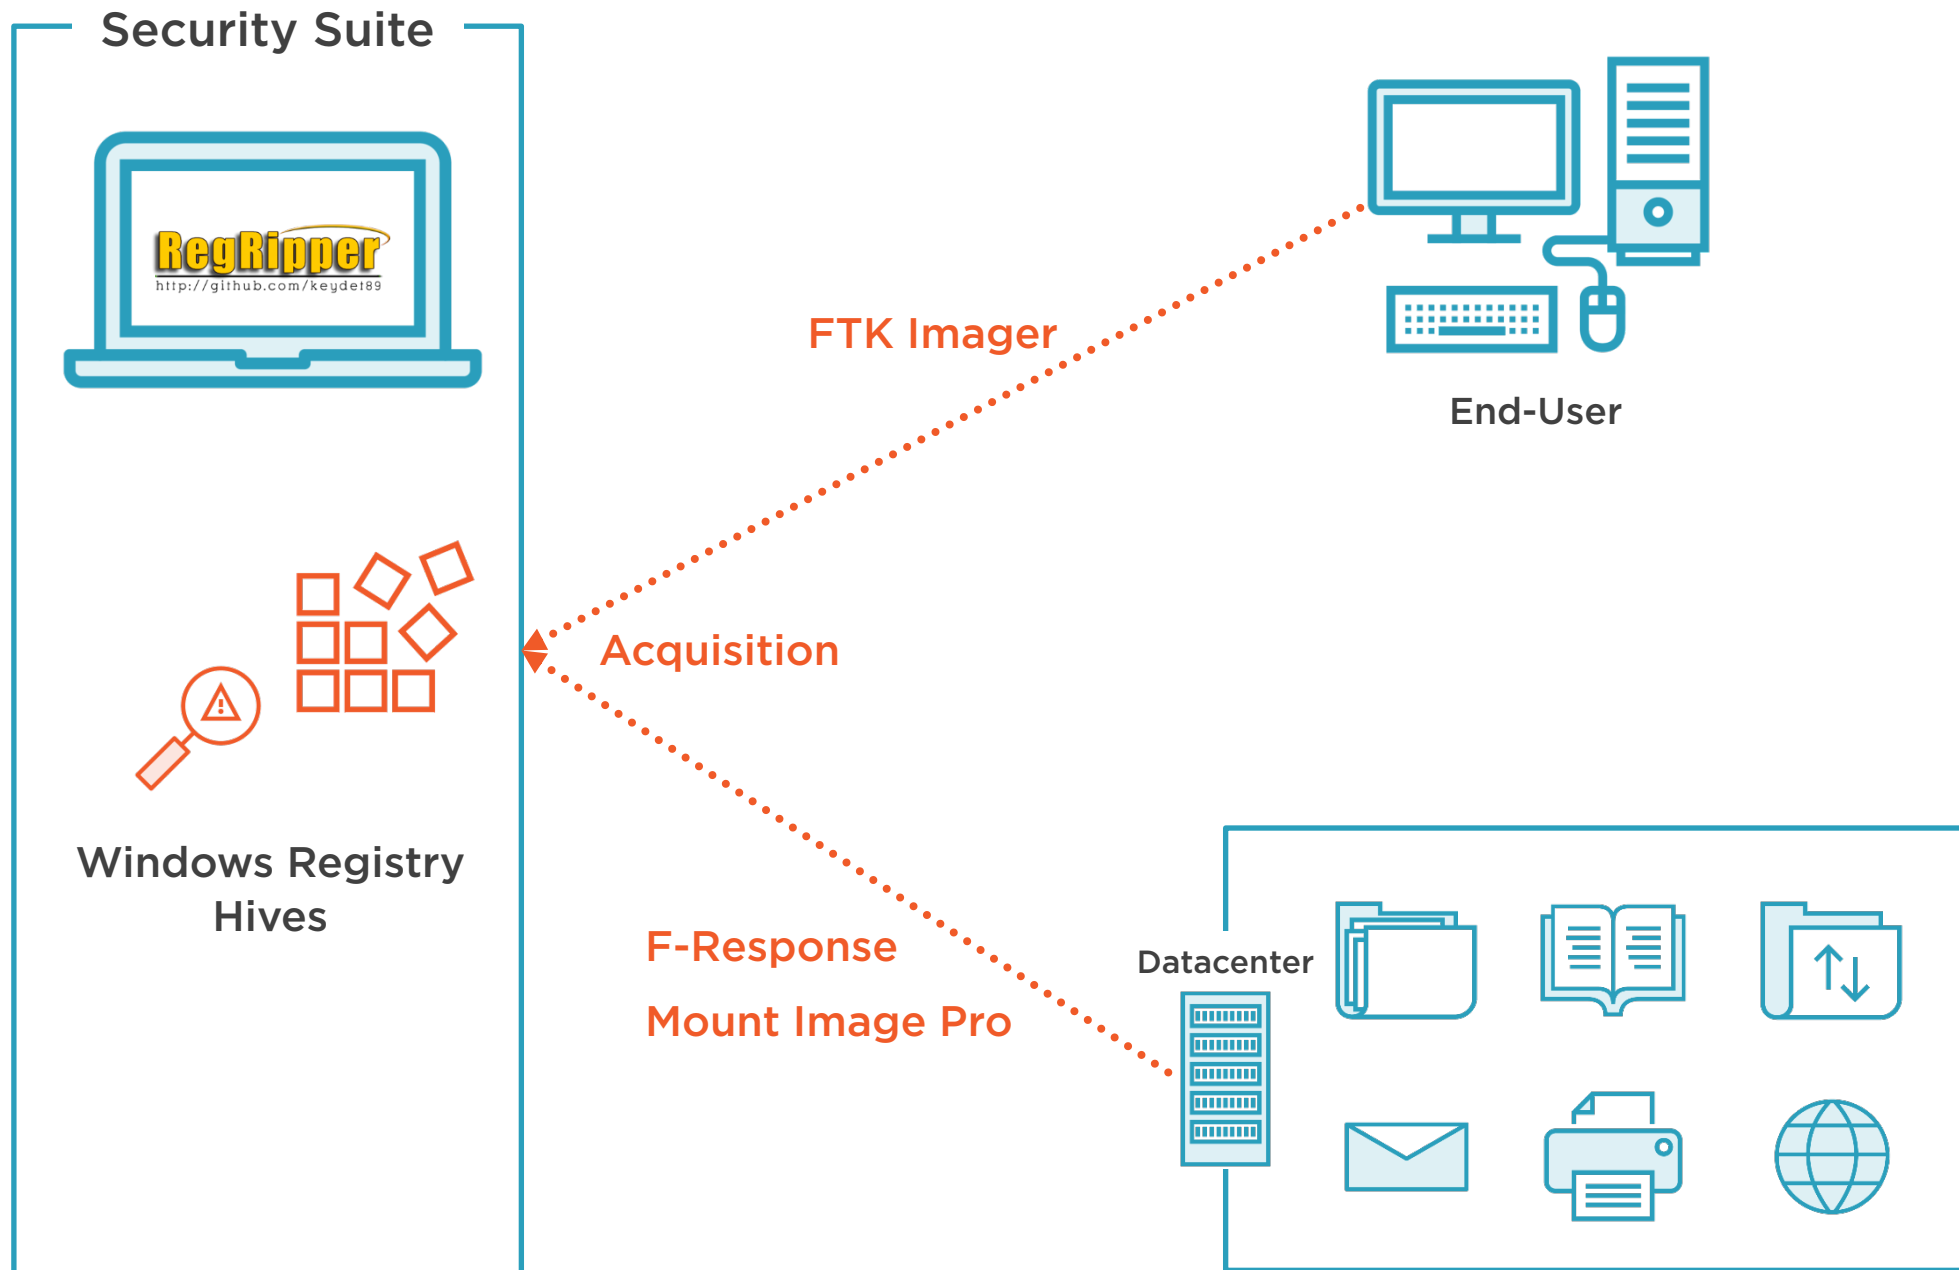 Security Suite
RegRipper
http://github.com/keydet89
FTK Imager
End-User
Acquisition
Windows Registry
Hives
F-Response
Mount Image Pro
Datacenter